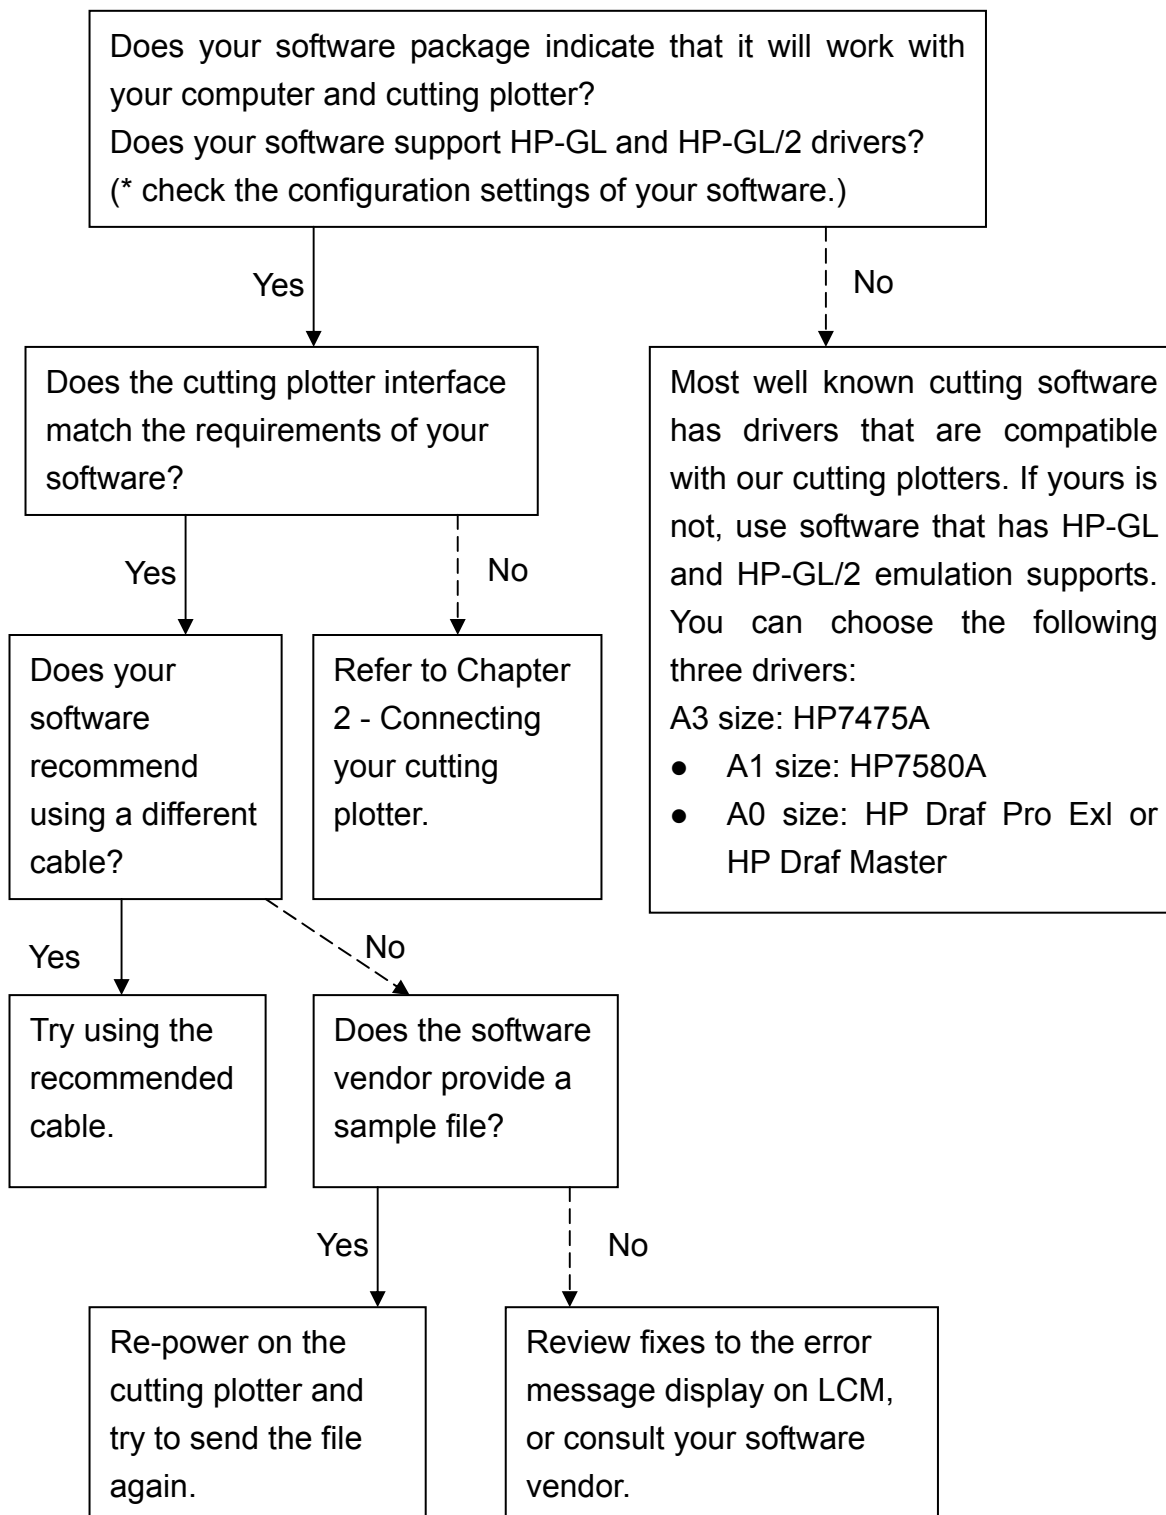 Does your software package indicate that it will work with
your computer and cutting plotter?
Does your software support HP-GL and HP-GL/2 drivers?
(* check the configuration settings of your software.)
Yes
No
Does the cutting plotter interface
match the requirements of your
software?
Most well known cutting software
has drivers that are compatible
with our cutting plotters. If yours is
not, use software that has HP-GL
and HP-GL/2 emulation supports.
You can choose the following
three drivers:
A3 size: HP7475A
● A1 size: HP7580A
● A0 size: HP Draf Pro Exl or
HP Draf Master
Yes
No
Does your
software
recommend
using a different
cable?
Refer to Chapter
2 - Connecting
your cutting
plotter.
Yes
No
Try using the
recommended
cable.
Does the software
vendor provide a
sample file?
Yes
No
Re-power on the
cutting plotter and
try to send the file
again.
Review fixes to the error
message display on LCM,
or consult your software
vendor.